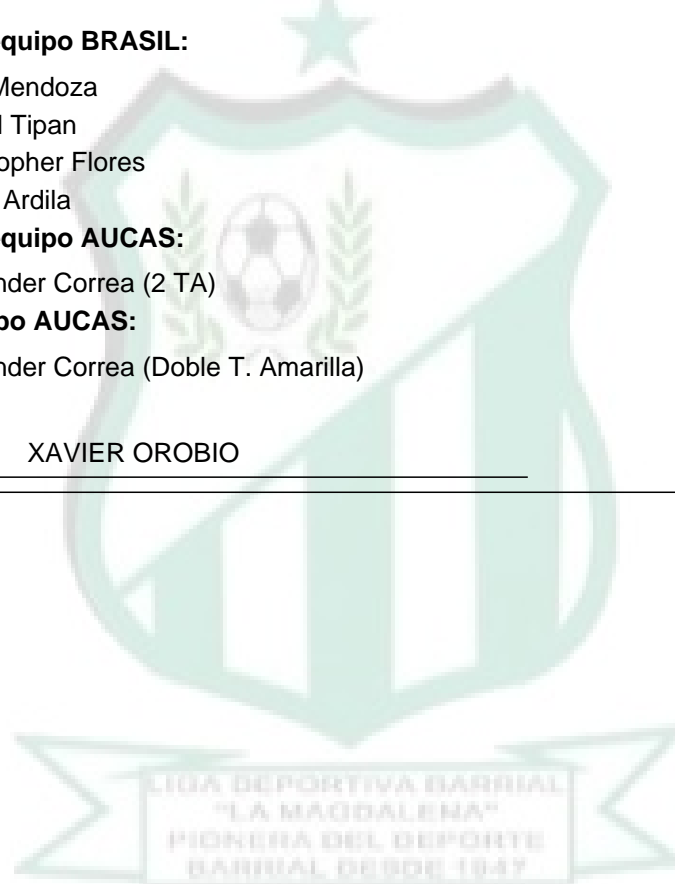 quipo BRASIL:
Mendoza
l Tipan
opher Flores
Ardila
quipo AUCAS:
nder Correa (2 TA)
po AUCAS:
nder Correa (Doble T. Amarilla)
XAVIER OROBIO
LIGA DEPORTIVA BARRIAL
"LA MAGDALENA"
PIONERA DEL DEPORTE
BARRIAL DESDE 1947